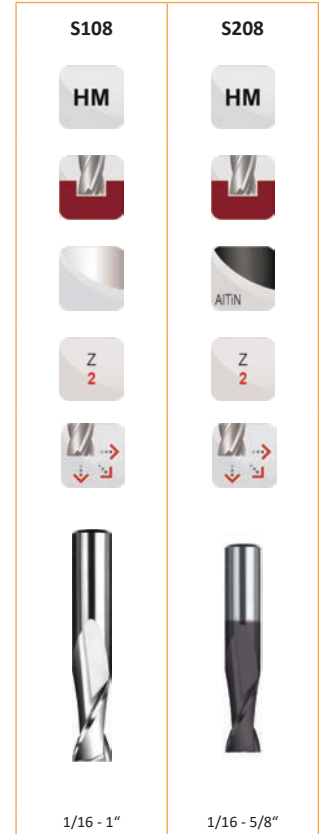 S108 S208
HM HM
AlTiN
Z Z
2 2
1/16 - 1“ 1/16 - 5/8“